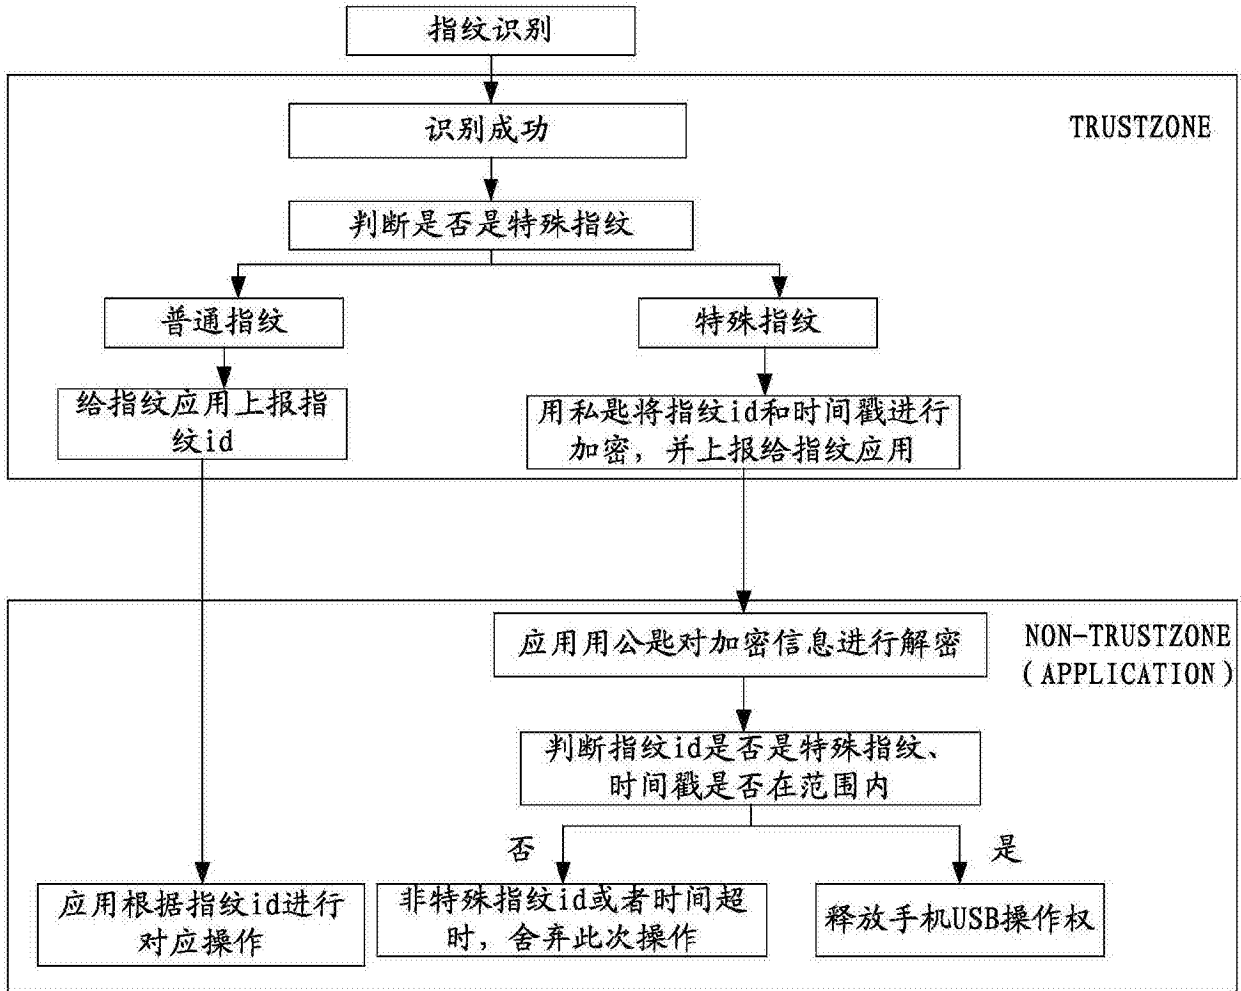 指纹识别
TRUSTZONE
识别成功
判断是否是特殊指纹
普通指纹
特殊指纹
给指纹应用上报指
纹id
用私匙将指纹id和时间戳进行
加密，并上报给指纹应用
应用用公匙对加密信息进行解密
NON-TRUSTZONE
(APPLICATION)
判断指纹id是否是特殊指纹、
时间戳是否在范围内
否
是
应用根据指纹id进行
对应操作
非特殊指纹id或者时间超
时，舍弃此次操作
释放手机USB操作权